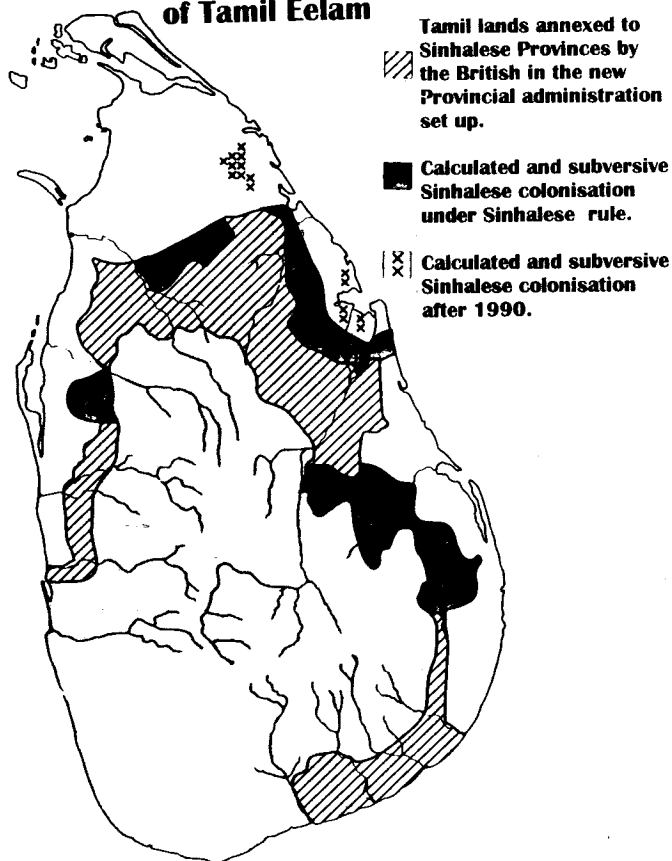 of Tamil Eelam
Tamil lands annexed to
Sinhalese Provinces by
the British in the new
Provincial administration
set up.
Calculated and subversive
Sinhalese colonisation
under Sinhalese rule.
Calculated and subversive
Sinhalese colonisation
after 1990.